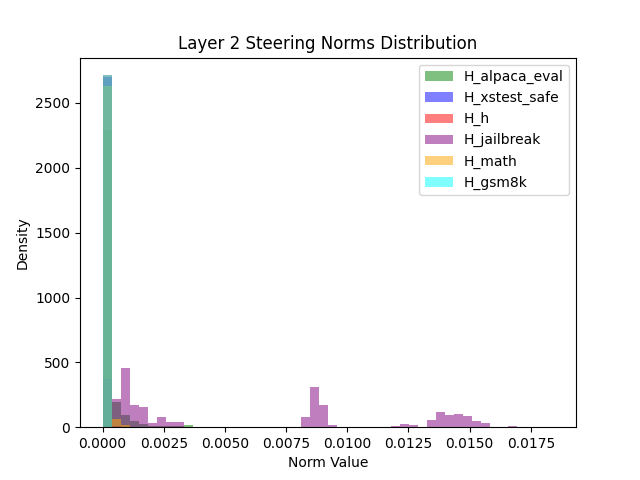 Layer 2 Steering Norms Distribution
H_alpaca_eval
H_xstest_safe
H_h
H_jailbreak
H_math
H_gsm8k
Density
2500
2000
1500
1000
500
0
0.0000 0.0025 0.0050 0.0075 0.0100 0.0125 0.0150 0.0175
Norm Value